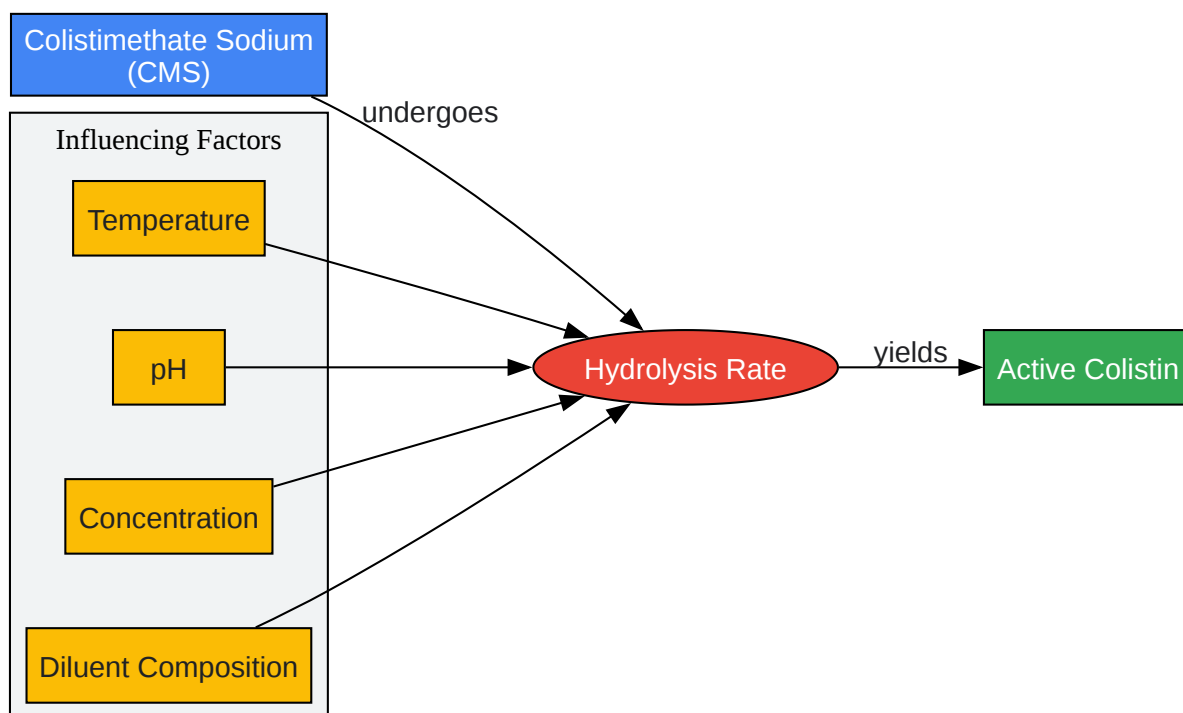 Colistimethate Sodium
(CMS)
undergoes
Influencing Factors
Temperature
pH
Hydrolysis Rate
yields
Active Colistin
Concentration
Diluent Composition